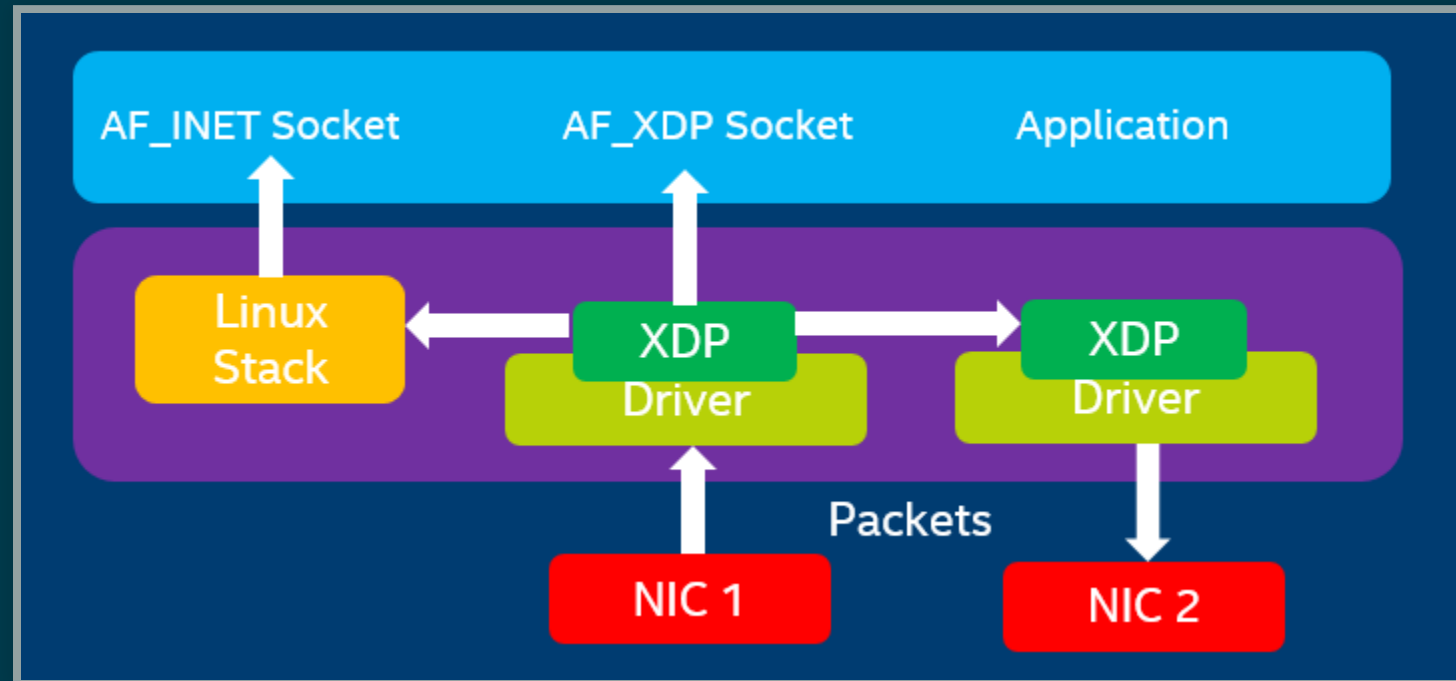 AF_INET Socket
AF_XDP Socket
Application
Linux
Stack
XDP
Driver
XDP
Driver
Packets
NIC 1
NIC 2